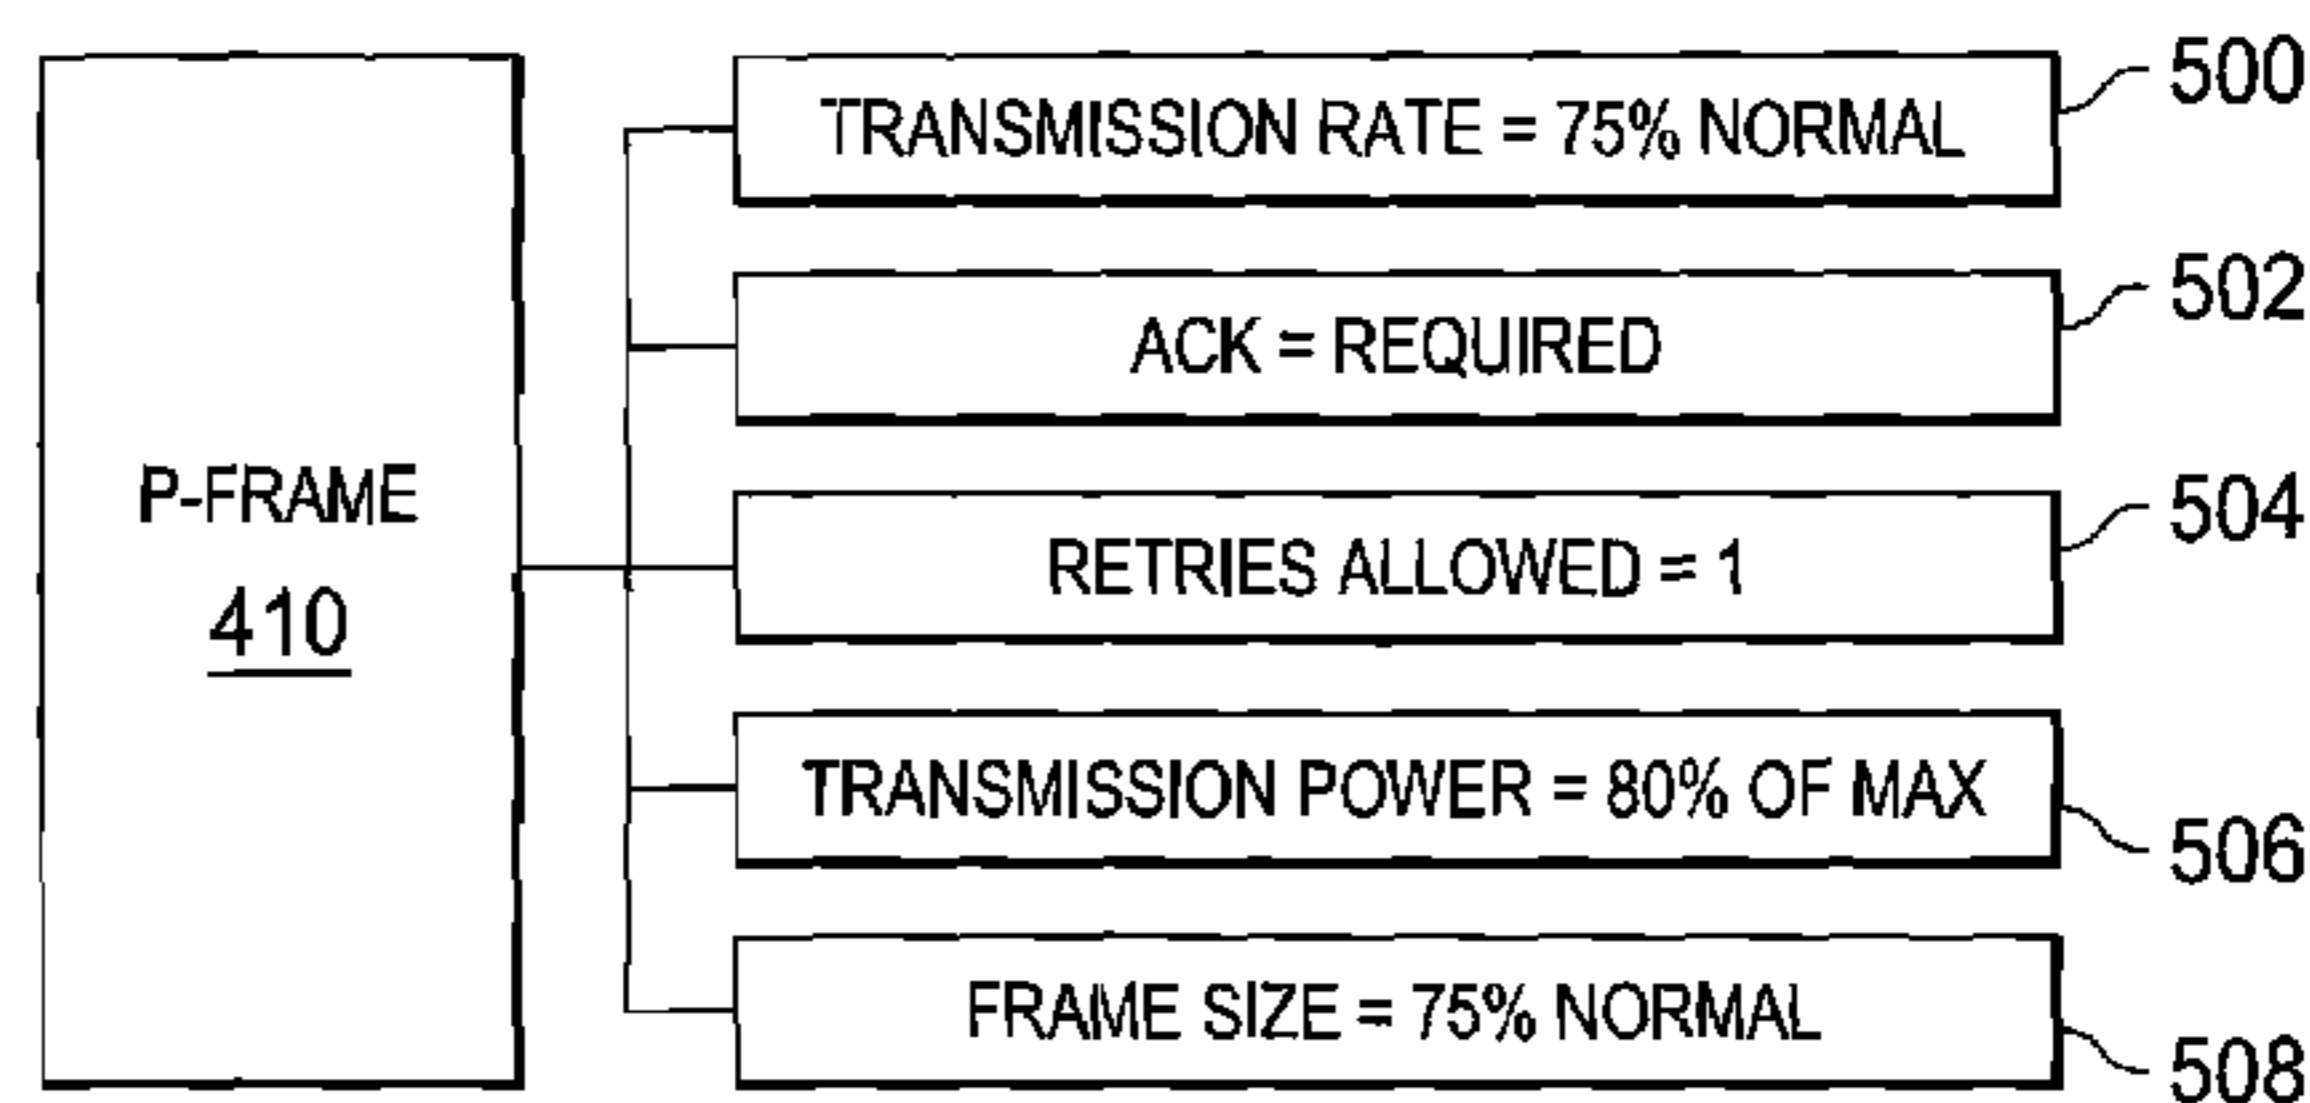 TRANSMISSION RATE = 75% NORMAL
500
ACK = REQUIRED
502
P-FRAME
410
RETRIES ALLOWED = 1
504
TRANSMISSION POWER = 80% OF MAX
506
FRAME SIZE = 75% NORMAL
508